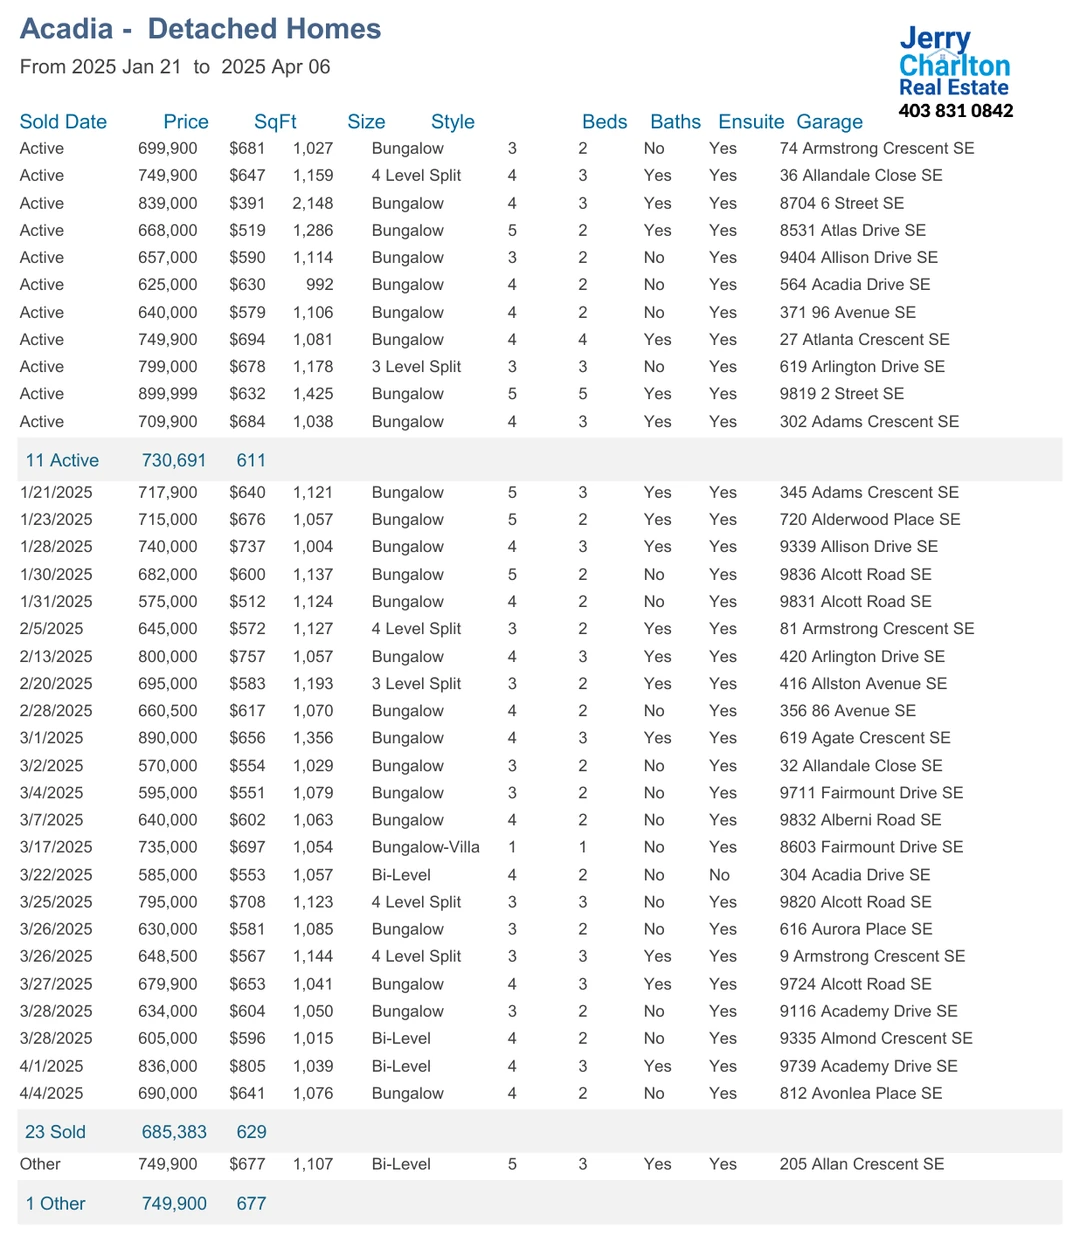 Acadia - Detached Homes
From 2025 Jan 21 to 2025 Apr 06
Jerry
Charlton
Real Estate
403 831 0842
Sold Date Price SqFt Size Style Beds Baths Ensuite Garage
Active 699,900 $681 1,027 Bungalow 3 2 No Yes 74 Armstrong Crescent SE
Active 749,900 $647 1,159 4 Level Split 4 3 Yes Yes 36 Allandale Close SE
Active 839,000 $391 2,148 Bungalow 4 3 Yes Yes 8704 6 Street SE
Active 668,000 $519 1,286 Bungalow 5 2 Yes Yes 8531 Atlas Drive SE
Active 657,000 $590 1,114 Bungalow 3 2 No Yes 9404 Allison Drive SE
Active 625,000 $630 992 Bungalow 4 2 No Yes 564 Acadia Drive SE
Active 640,000 $579 1,106 Bungalow 4 2 No Yes 371 96 Avenue SE
Active 749,900 $694 1,081 Bungalow 4 4 Yes Yes 27 Atlanta Crescent SE
Active 799,000 $678 1,178 3 Level Split 3 3 No Yes 619 Arlington Drive SE
Active 899,999 $632 1,425 Bungalow 5 5 Yes Yes 9819 2 Street SE
Active 709,900 $684 1,038 Bungalow 4 3 Yes Yes 302 Adams Crescent SE
11 Active 730,691 611
1/21/2025 717,900 $640 1,121 Bungalow 5 3 Yes Yes 345 Adams Crescent SE
1/23/2025 715,000 $676 1,057 Bungalow 5 2 Yes Yes 720 Alderwood Place SE
1/28/2025 740,000 $737 1,004 Bungalow 4 3 Yes Yes 9339 Allison Drive SE
1/30/2025 682,000 $600 1,137 Bungalow 5 2 No Yes 9836 Alcott Road SE
1/31/2025 575,000 $512 1,124 Bungalow 4 2 No Yes 9831 Alcott Road SE
2/5/2025 645,000 $572 1,127 4 Level Split 3 2 Yes Yes 81 Armstrong Crescent SE
2/13/2025 800,000 $757 1,057 Bungalow 4 3 Yes Yes 420 Arlington Drive SE
2/20/2025 695,000 $583 1,193 3 Level Split 3 2 Yes Yes 416 Allston Avenue SE
2/28/2025 660,500 $617 1,070 Bungalow 4 2 No Yes 356 86 Avenue SE
3/1/2025 890,000 $656 1,356 Bungalow 4 3 Yes Yes 619 Agate Crescent SE
3/2/2025 570,000 $554 1,029 Bungalow 3 2 No Yes 32 Allandale Close SE
3/4/2025 595,000 $551 1,079 Bungalow 3 2 No Yes 9711 Fairmount Drive SE
3/7/2025 640,000 $602 1,063 Bungalow 4 2 No Yes 9832 Alberni Road SE
3/17/2025 735,000 $697 1,054 Bungalow-Villa 1 1 No Yes 8603 Fairmount Drive SE
3/22/2025 585,000 $553 1,057 Bi-Level 4 2 No No 304 Acadia Drive SE
3/25/2025 795,000 $708 1,123 4 Level Split 3 3 No Yes 9820 Alcott Road SE
3/26/2025 630,000 $581 1,085 Bungalow 3 2 No Yes 616 Aurora Place SE
3/26/2025 648,500 $567 1,144 4 Level Split 3 3 Yes Yes 9 Armstrong Crescent SE
3/27/2025 679,900 $653 1,041 Bungalow 4 3 Yes Yes 9724 Alcott Road SE
3/28/2025 634,000 $604 1,050 Bungalow 3 2 No Yes 9116 Academy Drive SE
3/28/2025 605,000 $596 1,015 Bi-Level 4 2 No Yes 9335 Almond Crescent SE
4/1/2025 836,000 $805 1,039 Bi-Level 4 3 Yes Yes 9739 Academy Drive SE
4/4/2025 690,000 $641 1,076 Bungalow 4 2 No Yes 812 Avonlea Place SE
23 Sold 685,383 629
Other 749,900 $677 1,107 Bi-Level 5 3 Yes Yes 205 Allan Crescent SE
1 Other 749,900 677